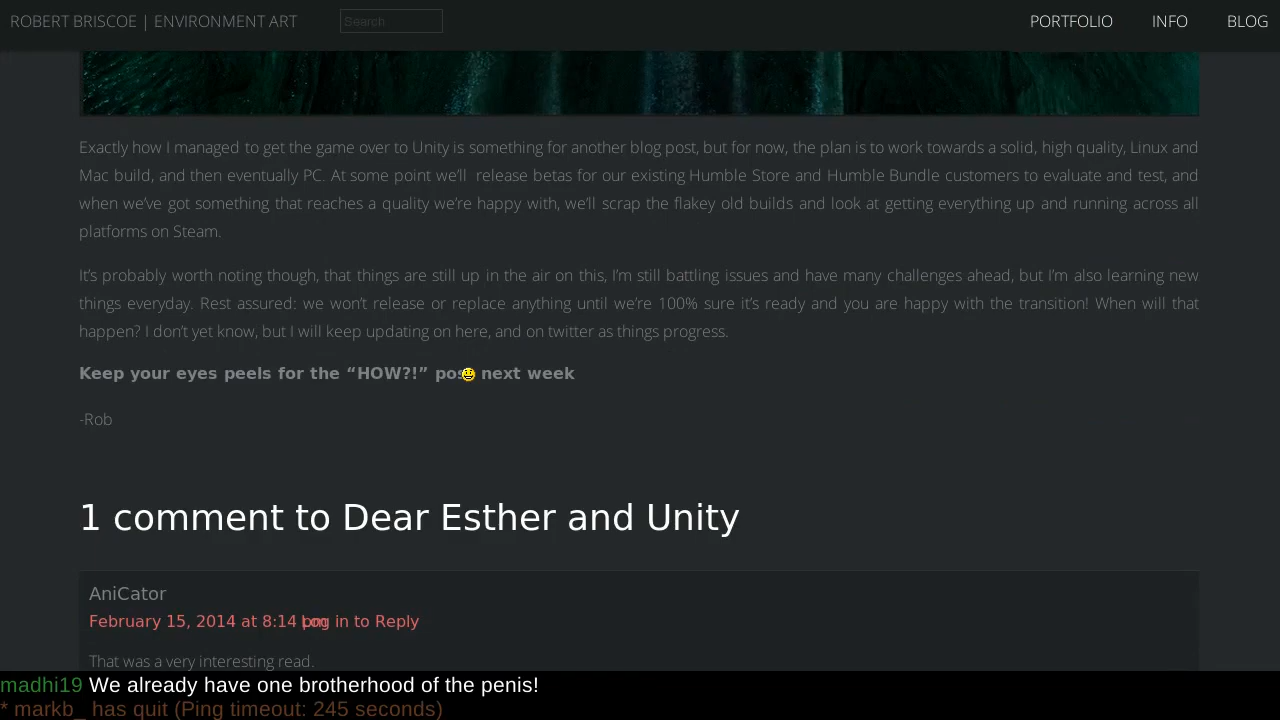 ROBERT BRISCOE | ENVIRONMENT ART
Search
PORTFOLIO INFO BLOG
Exactly how I managed to get the game over to Unity is something for another blog post, but for now, the plan is to work towards a solid, high quality, Linux and
Mac build, and then eventually PC. At some point we’ll release betas for our existing Humble Store and Humble Bundle customers to evaluate and test, and
when we’ve got something that reaches a quality we’re happy with, we’ll scrap the flakey old builds and look at getting everything up and running across all
platforms on Steam.
It’s probably worth noting though, that things are still up in the air on this, I’m still battling issues and have many challenges ahead, but I’m also learning new
things everyday. Rest assured: we won’t release or replace anything until we’re 100% sure it’s ready and you are happy with the transition! When will that
happen? I don’t yet know, but I will keep updating on here, and on twitter as things progress.
Keep your eyes peels for the “HOW?!” pos next week
-Rob
1 comment to Dear Esther and Unity
AniCator
February 15, 2014 at 8:14 pm Log in to Reply
That was a very interesting read.
madhi19 We already have one brotherhood of the penis!
* markb_ has quit (Ping timeout: 245 seconds)